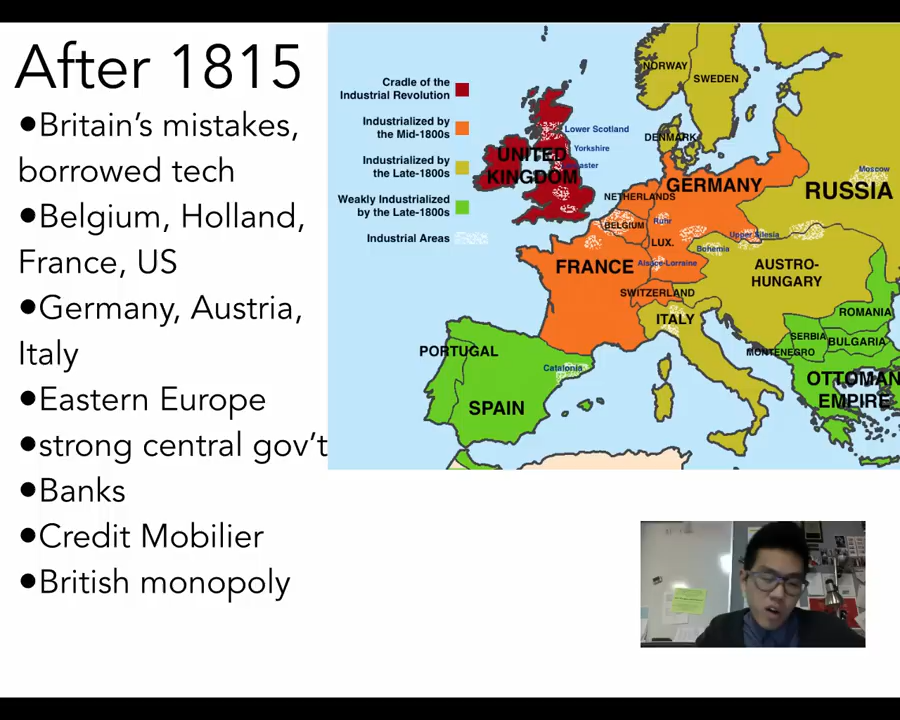 After 1815
●Britain's mistakes,
borrowed tech
●Belgium, Holland,
France, US
●Germany, Austria,
Italy
●Eastern Europe
●strong central gov't
●Banks
●Credit Mobilier
●British monopoly
Cradle of the
Industrial Revolution
Industrialized by
the Mid-1800s
Industrialized by
the Late-1800s
Weakly Industrialized
by the Late-1800s
Industrial Areas
NORWAY
SWEDEN
Lower Scotland
DENMARK
Yorkshire
UNITED
KINGDOM
Moscow
GERMANY
RUSSIA
NETHERLANDS
Ruhr
BELGIUM
Upper Silesia
LUX.
Bohemia
FRANCE
Alsace-Lorraine
AUSTRO-
HUNGARY
SWITZERLAND
ITALY
ROMANIA
SERBIA
BULGARIA
MONTENEGRO
PORTUGAL
Catalonia
OTTOMAN
EMPIRE
SPAIN